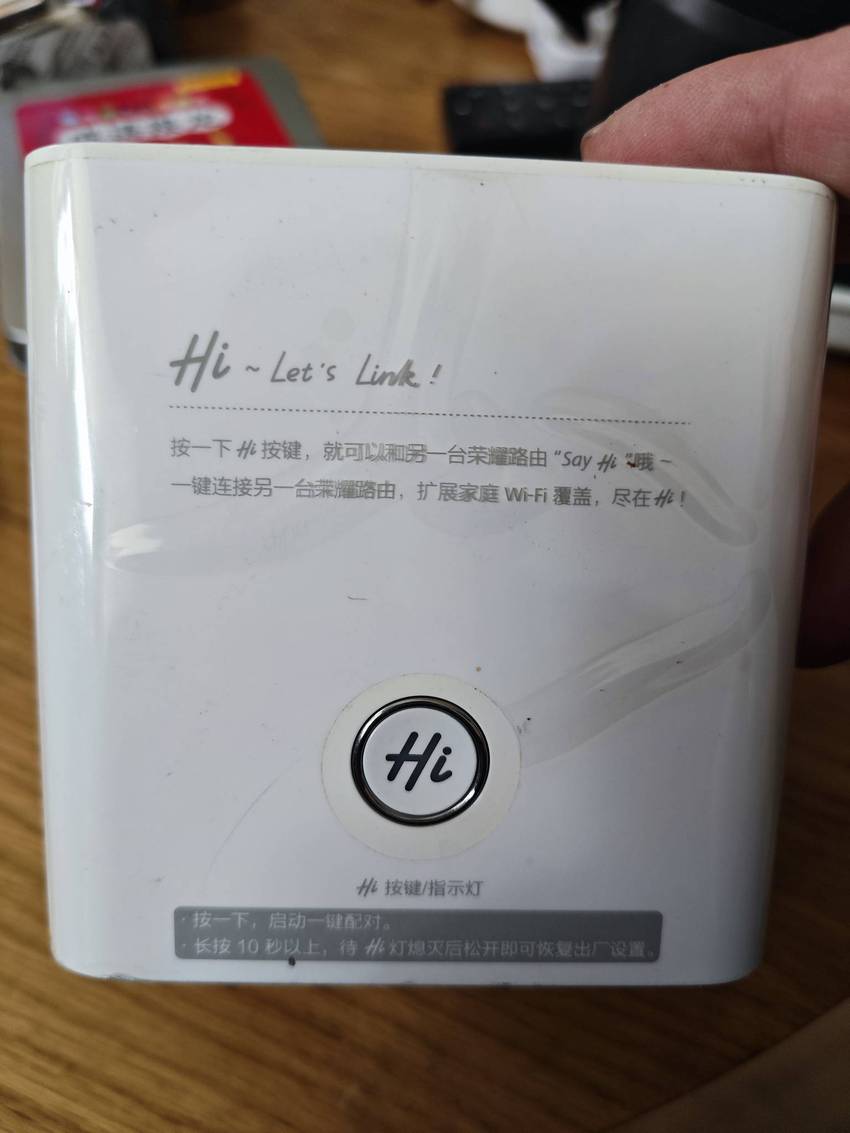 Hi ~ Let's Link!
按一下 Hi 按键，就可以和另一台荣耀路由 “Say Hi ”哦~
一键连接另一台荣耀路由，扩展家庭 Wi-Fi 覆盖，尽在 Hi！
Hi
Hi 按键/指示灯
· 按一下，启动一键配对。
· 长按 10 秒以上，待 Hi 灯熄灭后松开即可恢复出厂设置。